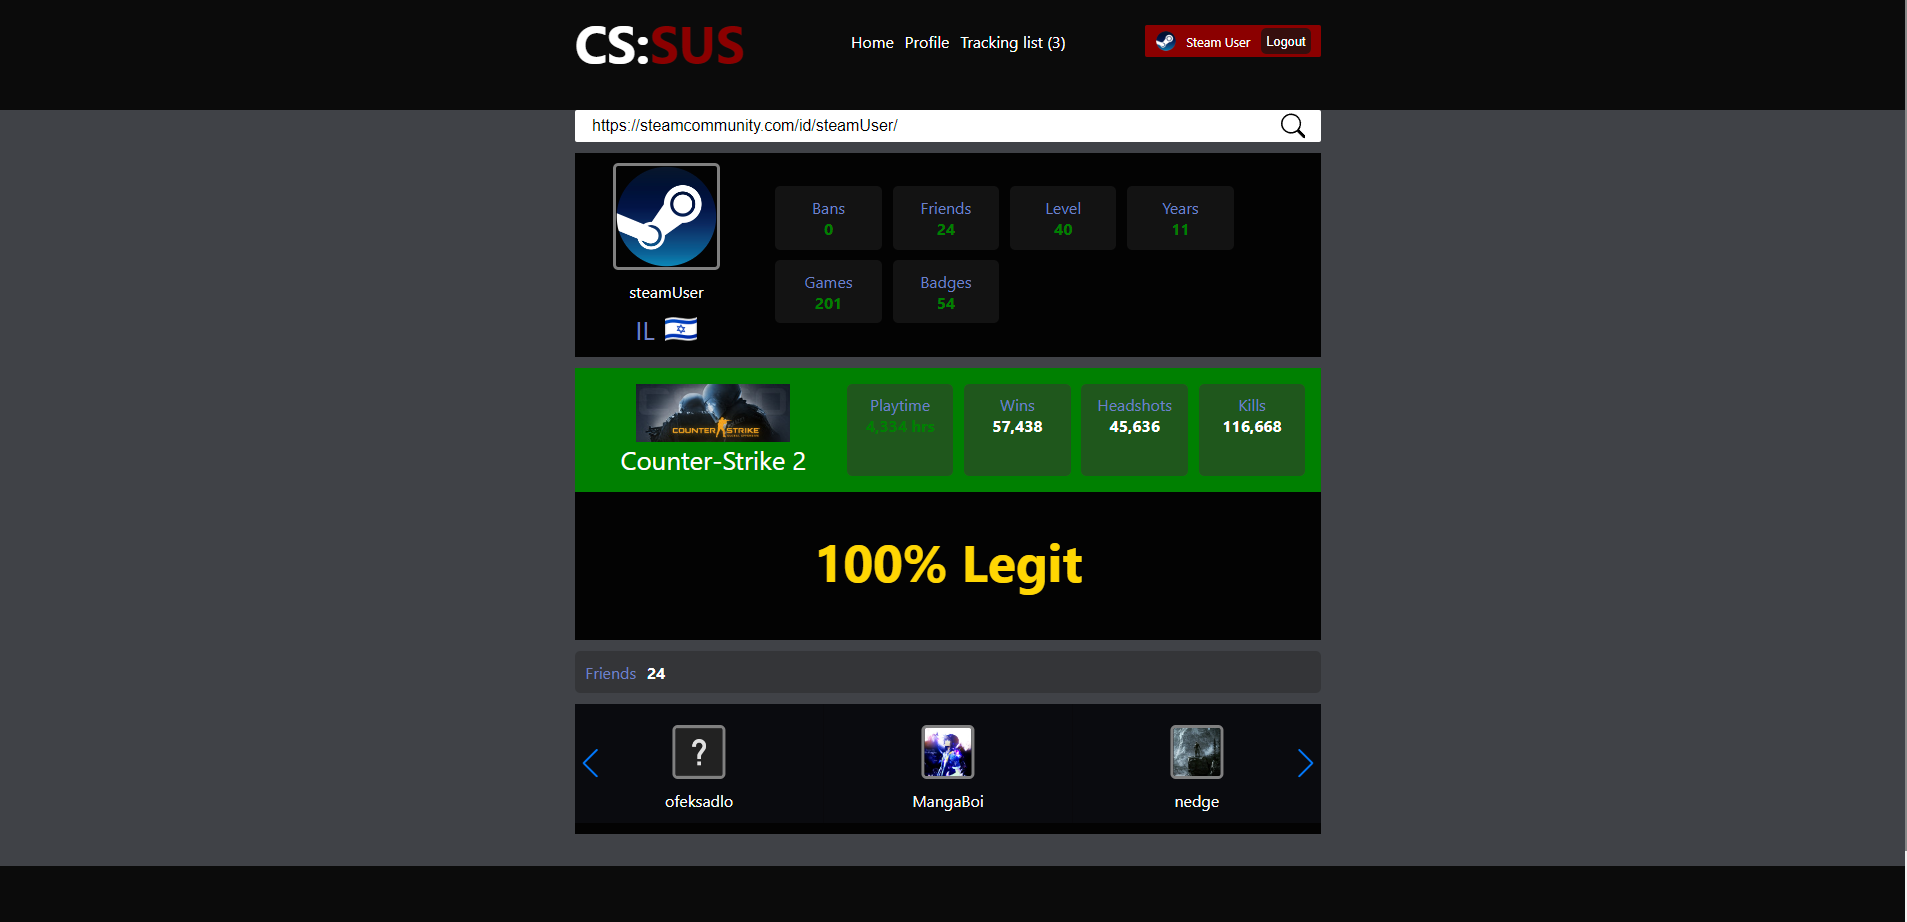 CS:SUS
Home Profile Tracking list (3)
Steam User Logout
https://steamcommunity.com/id/steamUser/
steamUser
IL
Bans Friends Level Years
0 24 40 11
Games Badges
201 54
COUNTER STRIKE
Counter-Strike 2
Playtime Wins Headshots Kills
4,334 hrs 57,438 45,636 116,668
100% Legit
Friends 24
?
ofeksadlo MangaBoi nedge